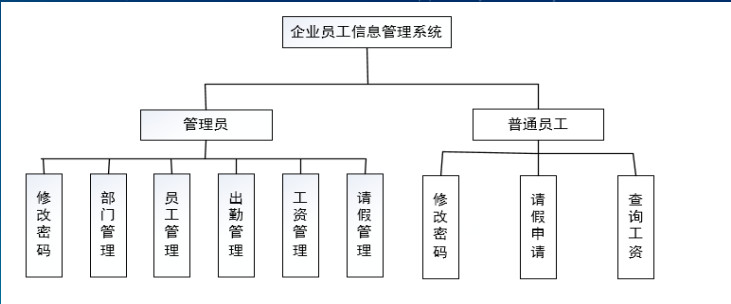 企业员工信息管理系统
管理员
普通员工
修改密码
部门管理
员工管理
出勤管理
工资管理
请假管理
修改密码
请假申请
查询工资